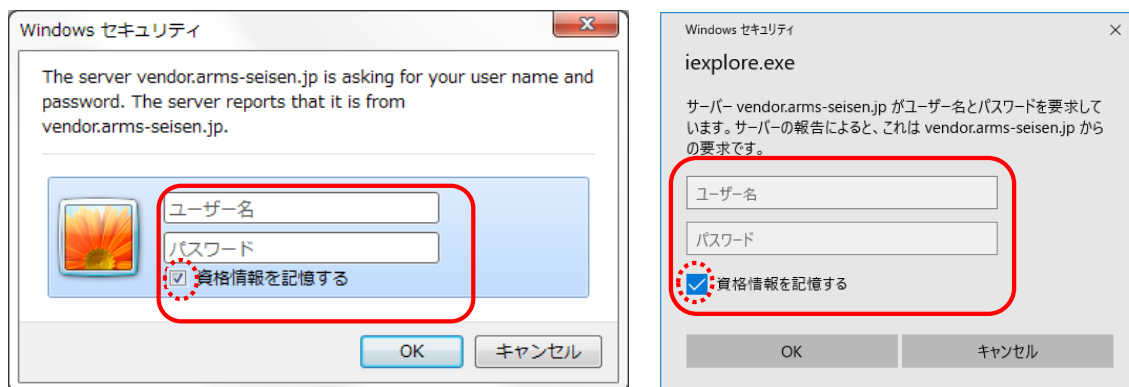 Windows セキュリティ
The server vendor.arms-seisen.jp is asking for your user name and
password. The server reports that it is from
vendor.arms-seisen.jp.
ユーザー名
パスワード
資格情報を記憶する
OK
キャンセル
Windows セキュリティ
iexplore.exe
サーバー vendor.arms-seisen.jp がユーザー名とパスワードを要求して
います。サーバーの報告によると、これは vendor.arms-seisen.jp から
の要求です。
ユーザー名
パスワード
資格情報を記憶する
OK
キャンセル